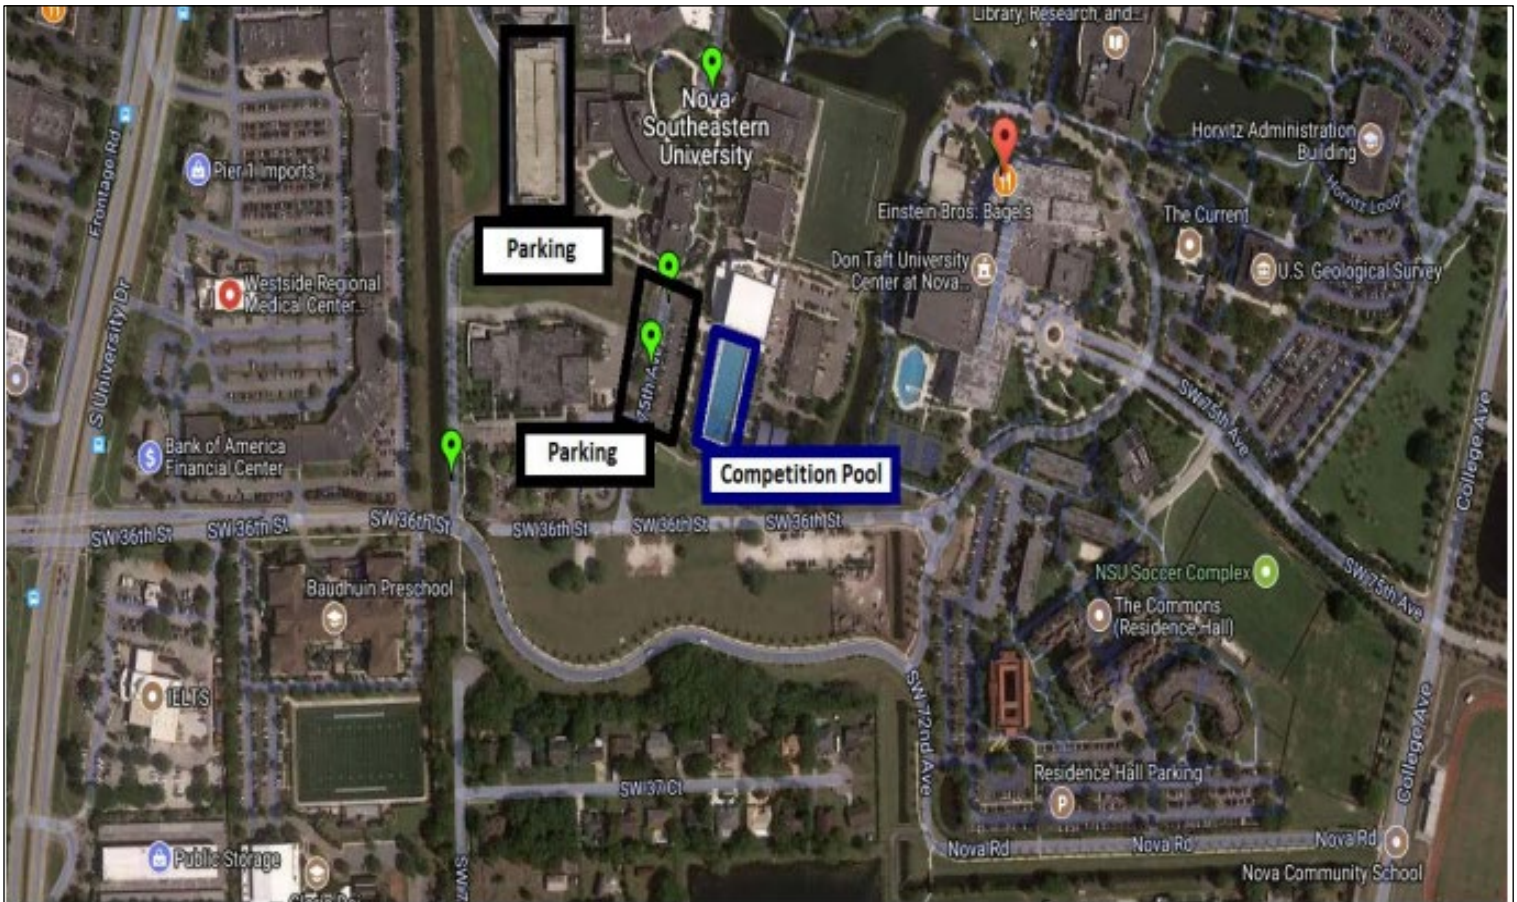 Library, Research, and...
Nova
Southeastern
University
Horvitz Administration
Building
Frontage Rd
Pier 1 Imports
Horvitz Loop
Einstein Bros. Bagels
The Current
Parking
Don Taft University
Center at Nova...
U.S. Geological Survey
Westside Regional
Medical Center...
S University Dr
75th Ave
SW 75th Ave
College Ave
Bank of America
Financial Center
Parking
Competition Pool
SW 36th St
SW 36th St
SW 36th St
SW 36th St
SW 36th St
SW 36th St
NSU Soccer Complex
SW 75th Ave
Baudhuin Preschool
The Commons
(Residence Hall)
IELTS
SW 72nd Ave
College Ave
Residence Hall Parking
P
SW 37 Ct
Nova Rd
Nova Rd
Nova Rd
Public Storage
Nova Community School